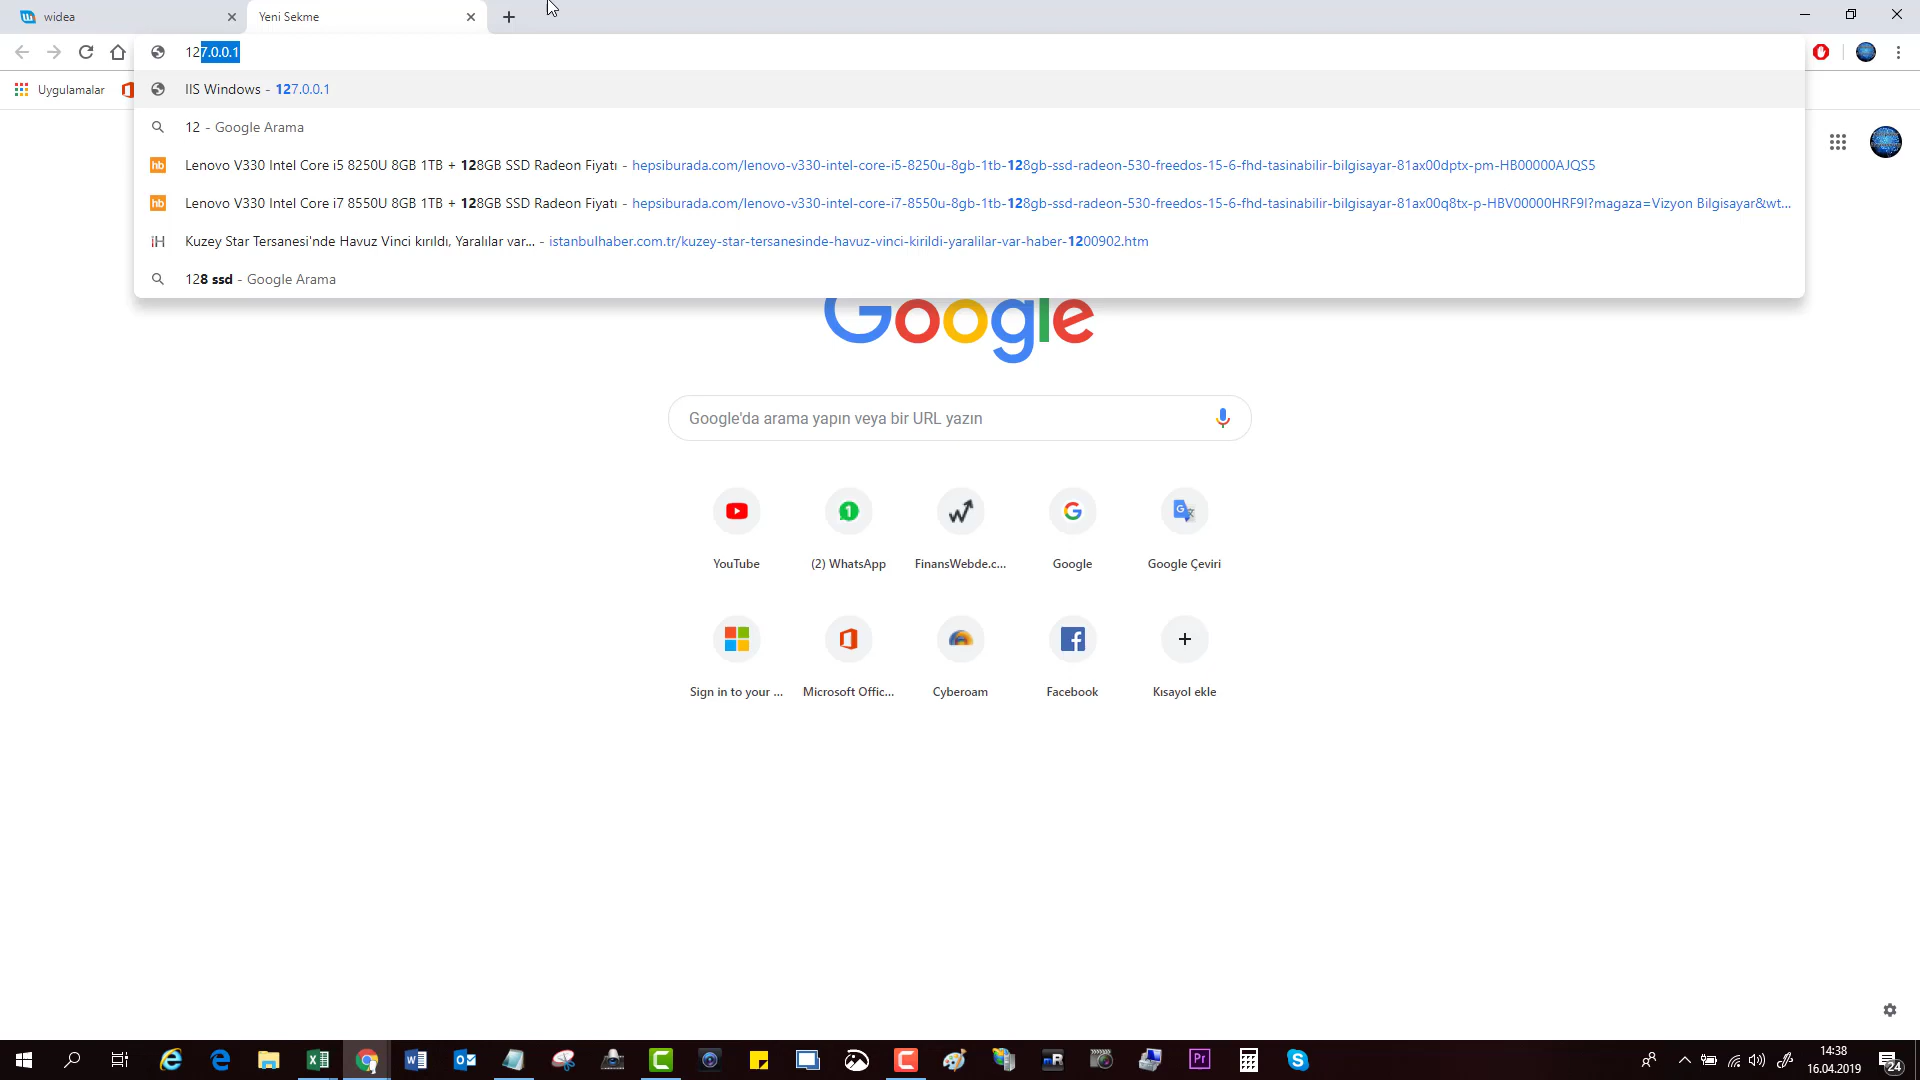 widea
Yeni Sekme
127.0.0.1
Uygulamalar
IIS Windows - 127.0.0.1
12 - Google Arama
hb Lenovo V330 Intel Core i5 8250U 8GB 1TB + 128GB SSD Radeon Fiyatı - hepsiburada.com/lenovo-v330-intel-core-i5-8250u-8gb-1tb-128gb-ssd-radeon-530-freedos-15-6-fhd-tasinabilir-bilgisayar-81ax00dptx-pm-HB00000AJQS5
hb Lenovo V330 Intel Core i7 8550U 8GB 1TB + 128GB SSD Radeon Fiyatı - hepsiburada.com/lenovo-v330-intel-core-i7-8550u-8gb-1tb-128gb-ssd-radeon-530-freedos-15-6-fhd-tasinabilir-bilgisayar-81ax00q8tx-p-HBV00000HRF9I?magaza=Vizyon Bilgisayar&wt...
iH Kuzey Star Tersanesi'nde Havuz Vinci kırıldı, Yaralılar var... - istanbulhaber.com.tr/kuzey-star-tersanesinde-havuz-vinci-kirildi-yaralilar-var-haber-1200902.htm
128 ssd - Google Arama
Google
Google'da arama yapın veya bir URL yazın
YouTube
(2) WhatsApp
FinansWebde.c...
Google
Google Çeviri
Sign in to your ...
Microsoft Offic...
Cyberoam
Facebook
Kısayol ekle
14:38
16.04.2019
24